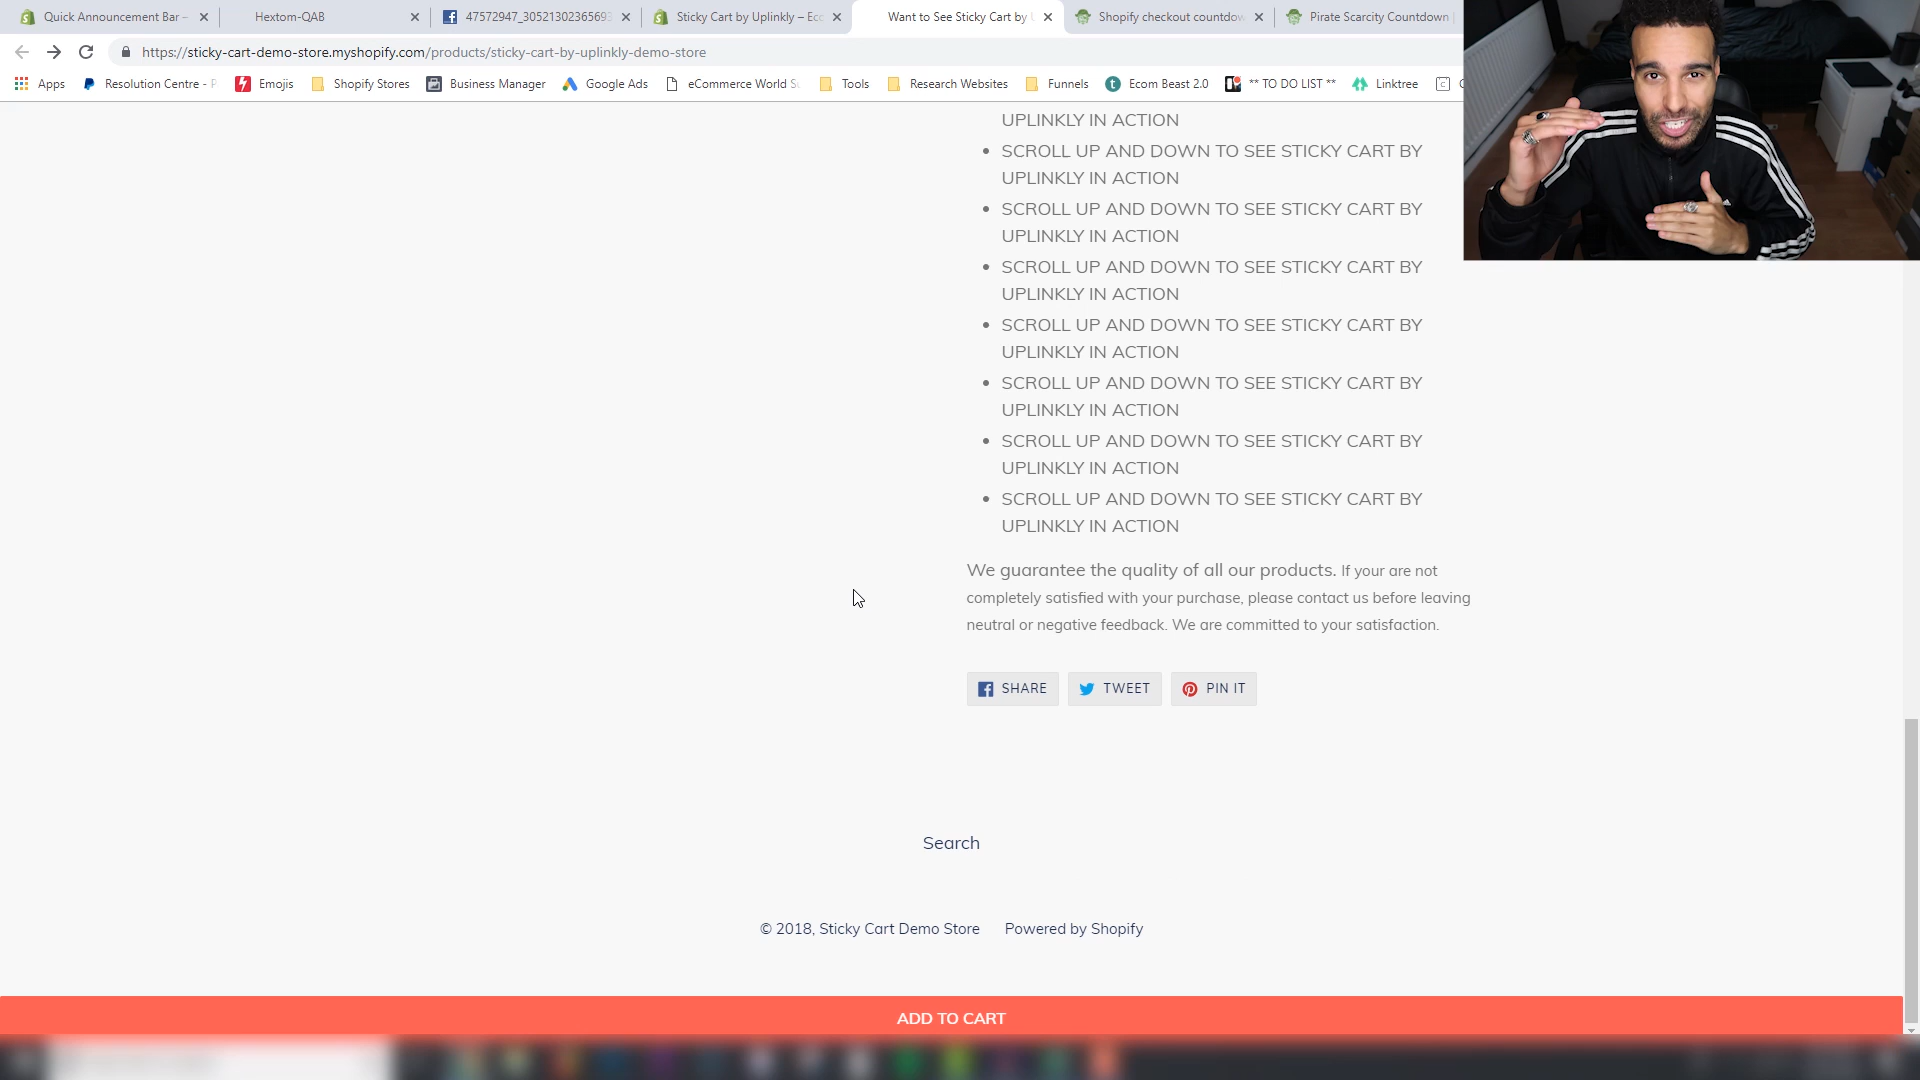 Quick Announcement Bar –
Hextom-QAB
47572947_30521302365693
Sticky Cart by Uplinkly – Eco
Want to See Sticky Cart by
Shopify checkout countdow
Pirate Scarcity Countdown
https://sticky-cart-demo-store.myshopify.com/products/sticky-cart-by-uplinkly-demo-store
Apps
Resolution Centre - P
Emojis
Shopify Stores
Business Manager
Google Ads
eCommerce World S
Tools
Research Websites
Funnels
Ecom Beast 2.0
** TO DO LIST **
Linktree
UPLINKLY IN ACTION
• SCROLL UP AND DOWN TO SEE STICKY CART BY
UPLINKLY IN ACTION
• SCROLL UP AND DOWN TO SEE STICKY CART BY
UPLINKLY IN ACTION
• SCROLL UP AND DOWN TO SEE STICKY CART BY
UPLINKLY IN ACTION
• SCROLL UP AND DOWN TO SEE STICKY CART BY
UPLINKLY IN ACTION
• SCROLL UP AND DOWN TO SEE STICKY CART BY
UPLINKLY IN ACTION
• SCROLL UP AND DOWN TO SEE STICKY CART BY
UPLINKLY IN ACTION
• SCROLL UP AND DOWN TO SEE STICKY CART BY
UPLINKLY IN ACTION
We guarantee the quality of all our products. If your are not
completely satisfied with your purchase, please contact us before leaving
neutral or negative feedback. We are committed to your satisfaction.
SHARE
TWEET
PIN IT
Search
© 2018, Sticky Cart Demo Store
Powered by Shopify
ADD TO CART